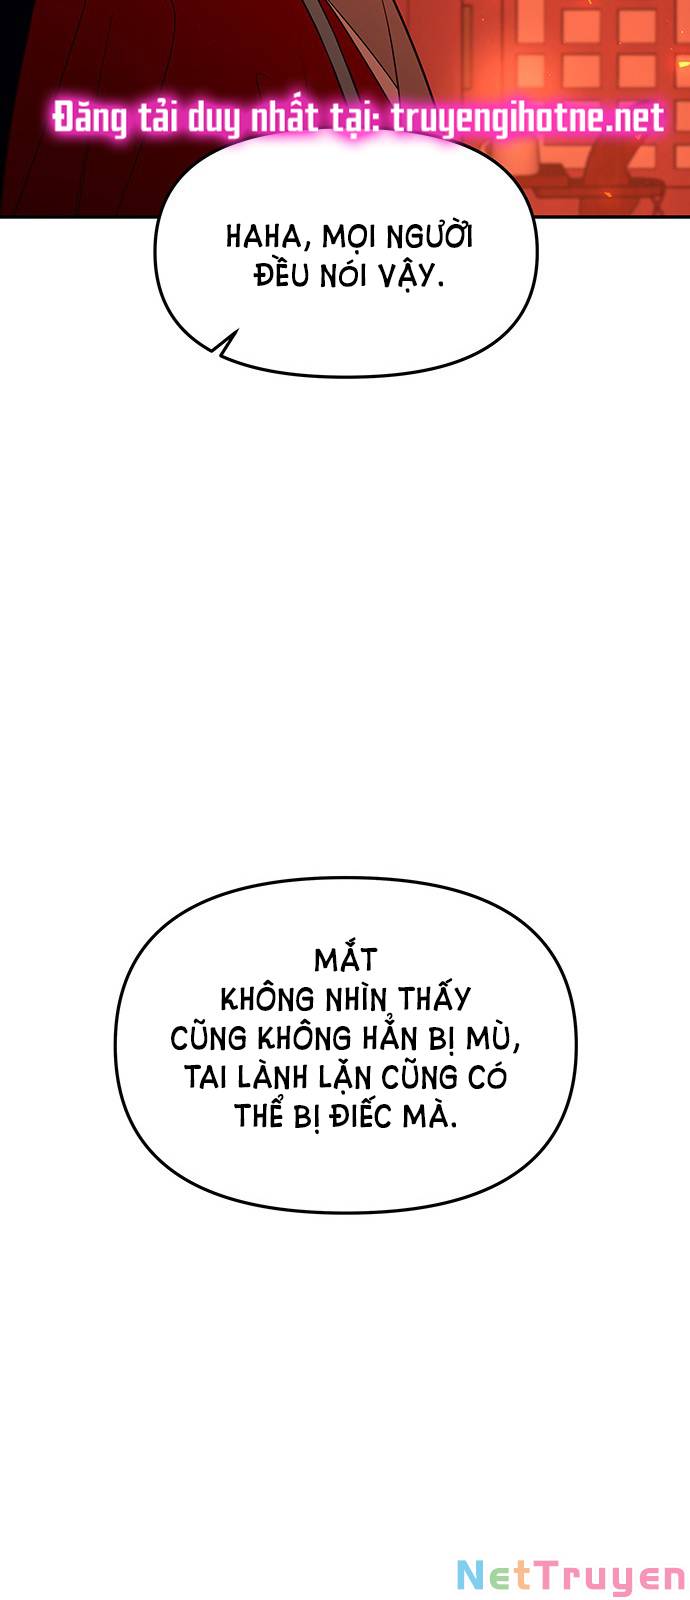 Đăng tải duy nhất tại: truyengihotne.net
HAHA, MỌI NGƯỜI
ĐỀU NÓI VẬY.
MẮT
KHÔNG NHÌN THẤY
CŨNG KHÔNG HẲN BỊ MÙ,
TAI LÀNH LẶN CŨNG CÓ
THỂ BỊ ĐIẾC MÀ.
NetTruyen